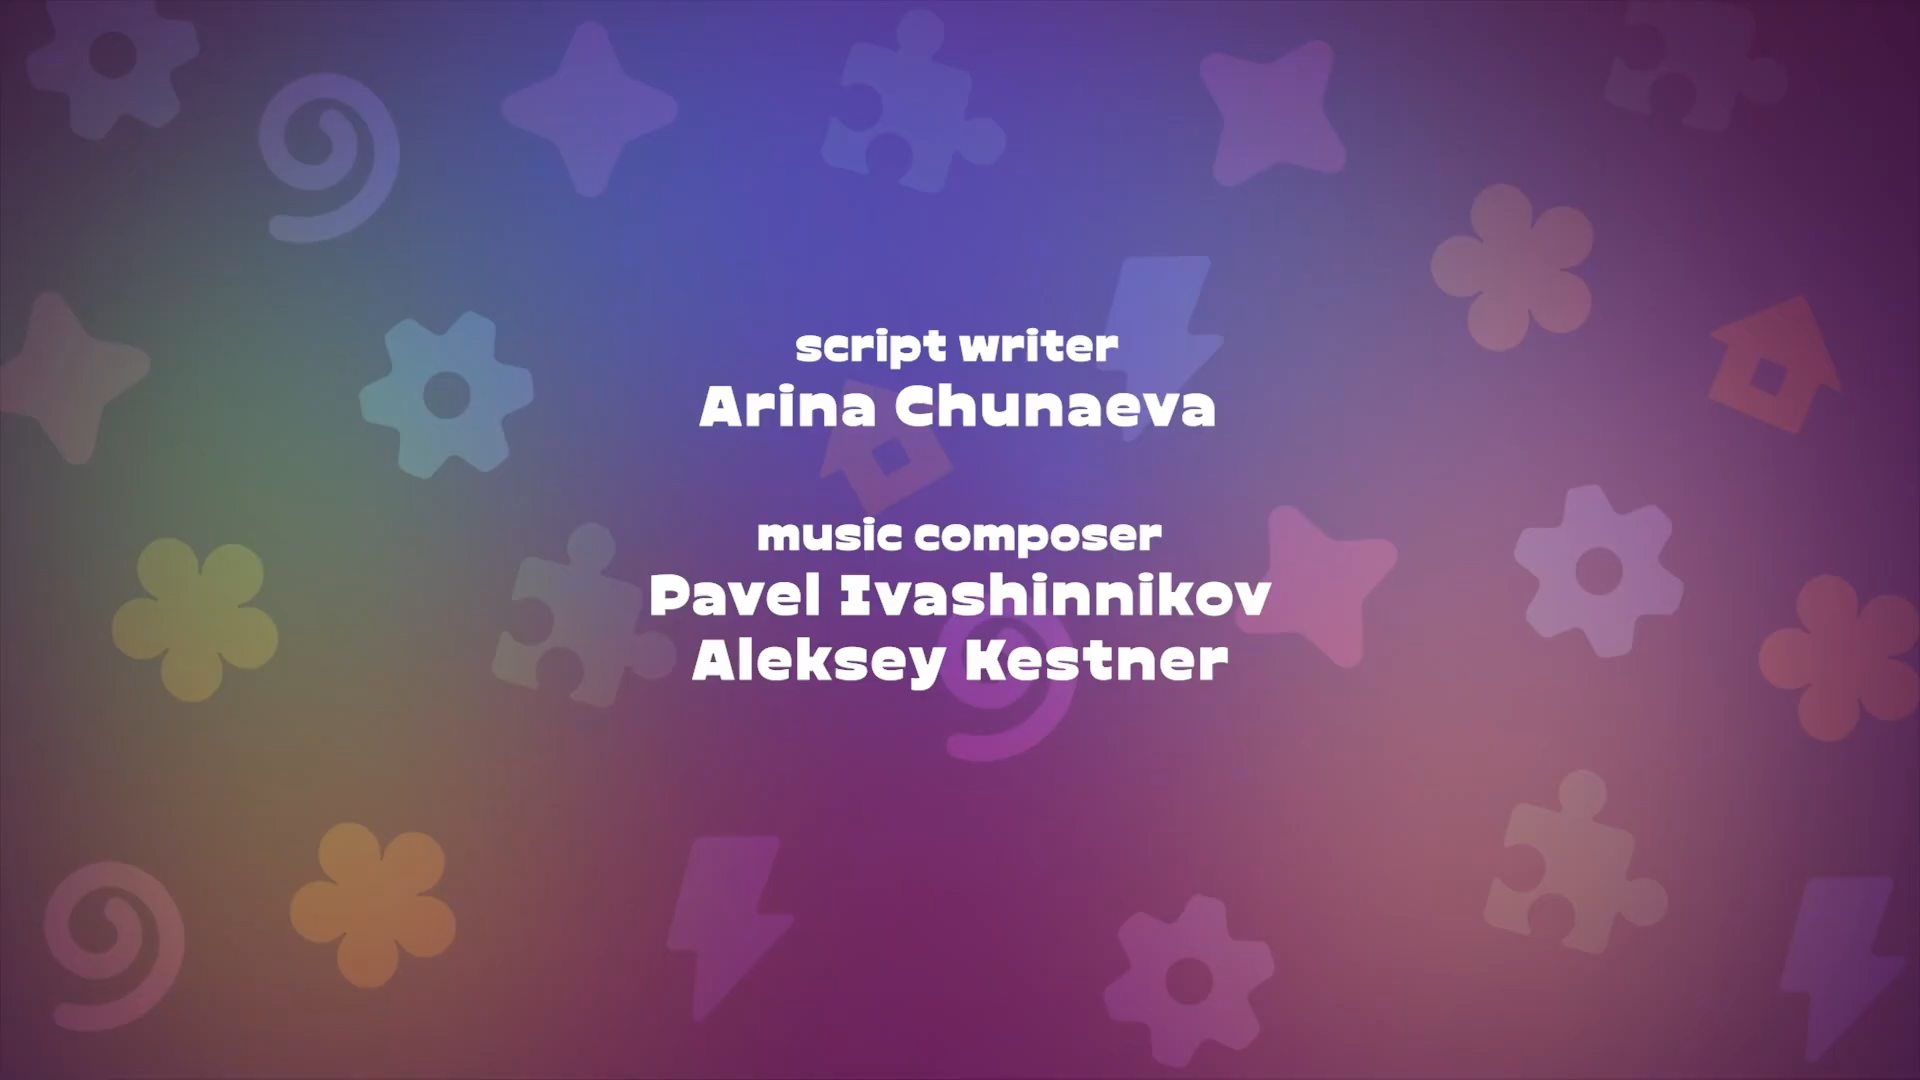 script writer
Arina Chunaeva
music composer
Pavel Ivashinnikov
Aleksey Kestner